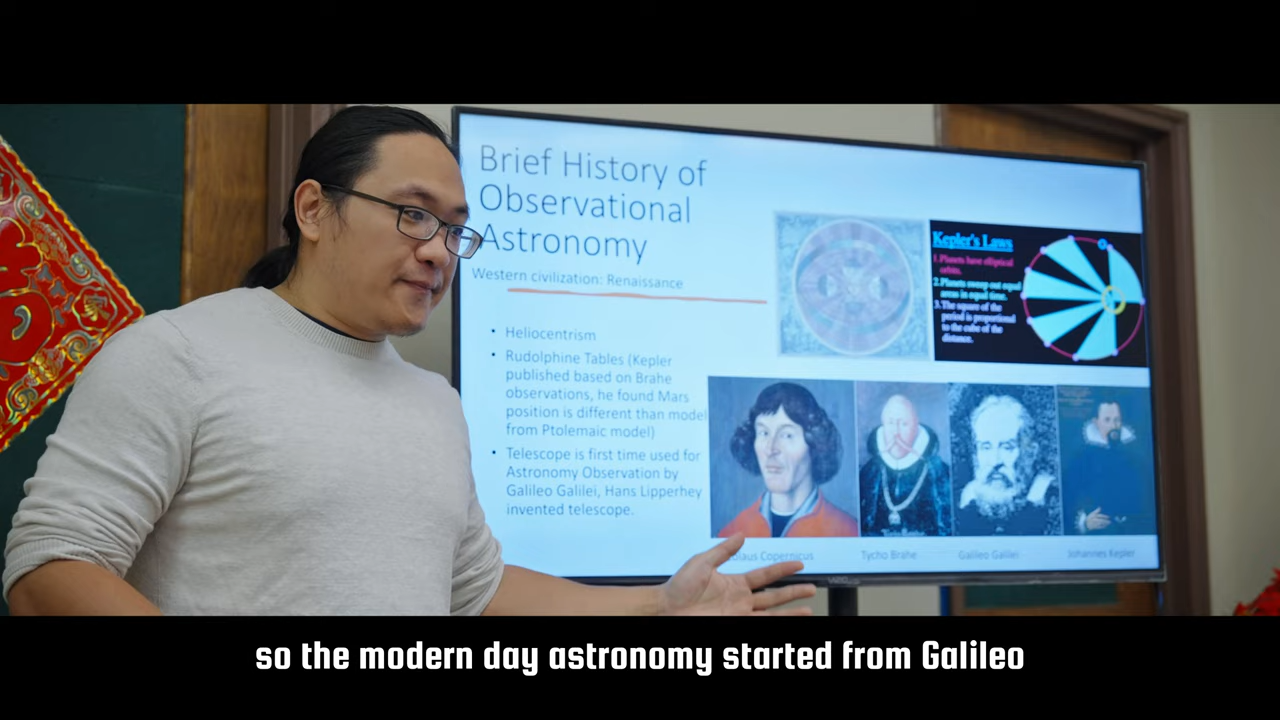 Brief History of
Observational
Astronomy
Western civilization: Renaissance
• Heliocentrism
• Rudolphine Tables (Kepler
published based on Brahe
observations, he found Mars
position is different than model
from Ptolemaic model)
• Telescope is first time used for
Astronomy Observation by
Galileo Galilei, Hans Lipperhey
invented telescope.
Kepler's Laws
1. Planets have elliptical
orbits.
2. Planets sweep out equal
areas in equal time.
3. The square of the
period is proportional
to the cube of the
distance.
Copernicus
Tycho Brahe
Galileo Galilei
Johannes Kepler
VIZIO
so the modern day astronomy started from Galileo